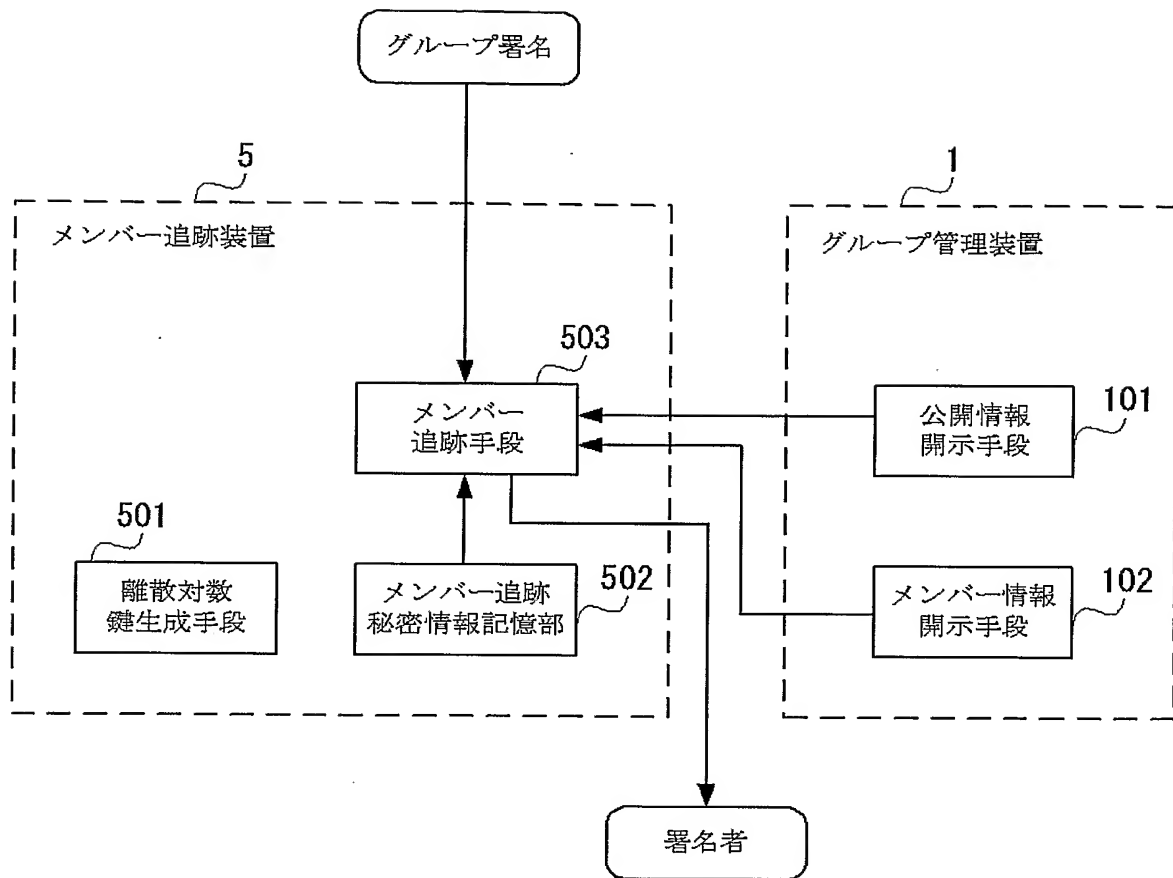 グループ署名
5
1
メンバー追跡装置
グループ管理装置
503
メンバー
追跡手段
公開情報
開示手段
101
501
離散対数
鍵生成手段
メンバー追跡
秘密情報記憶部
502
メンバー情報
開示手段
102
署名者